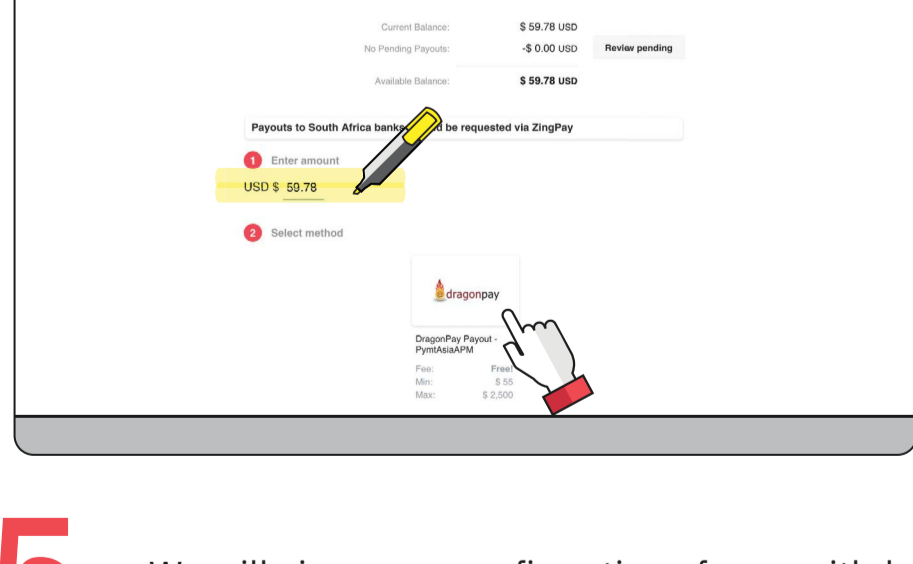 Current Balance: $ 59.78 USD
No Pending Payouts: -$ 0.00 USD Review pending
Available Balance: $ 59.78 USD
Payouts to South Africa banks be requested via ZingPay
1 Enter amount
USD $ 59.78
2 Select method
dragonpay
DragonPay Payout -
PymtAsiaAPM
Fee: Free!
Min: $ 55
Max: $ 2,500
5